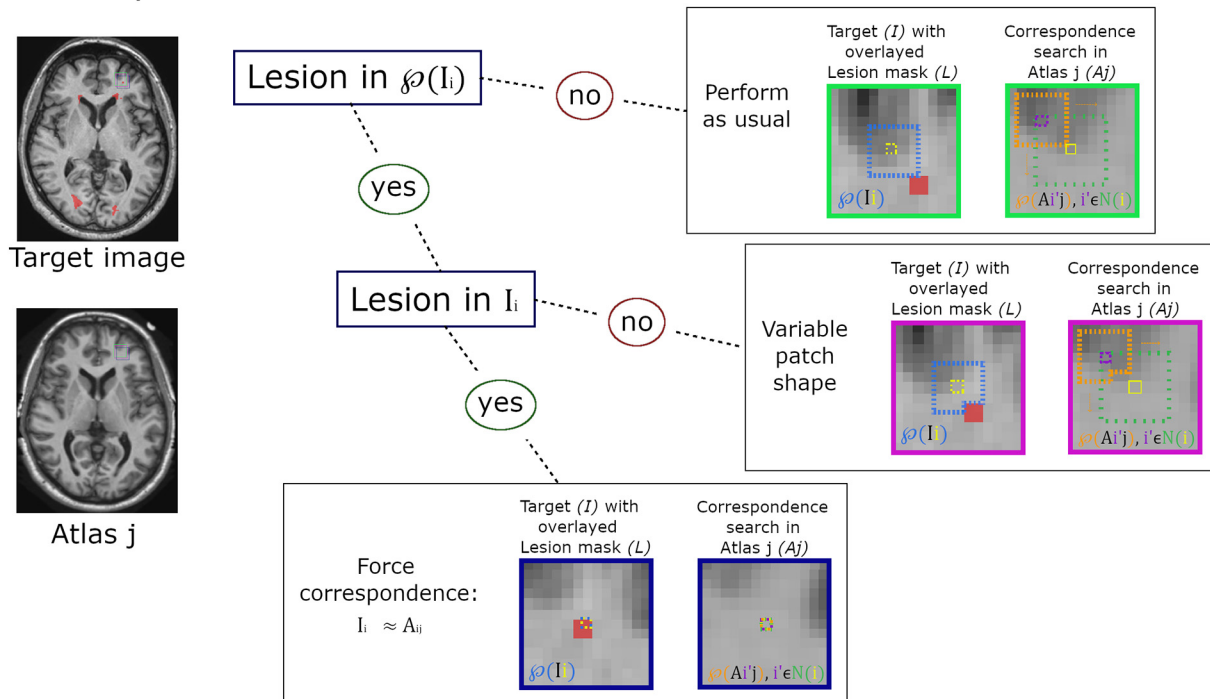 Target image
Atlas j
Lesion in ℘(Iᵢ)
no
yes
Perform
as usual
Target (I) with
overlayed
Lesion mask (L)
℘(Ii)
Correspondence
search in
Atlas j (Aj)
℘(Ai'j), i'ϵN(i)
Lesion in Iᵢ
no
yes
Variable
patch
shape
Target (I) with
overlayed
Lesion mask (L)
℘(Ii)
Correspondence
search in
Atlas j (Aj)
℘(Ai'j), i'ϵN(i)
Force
correspondence:
Iᵢ ≈ Aᵢⱼ
Target (I) with
overlayed
Lesion mask (L)
℘(Ii)
Correspondence
search in
Atlas j (Aj)
℘(Ai'j), i'ϵN(i)